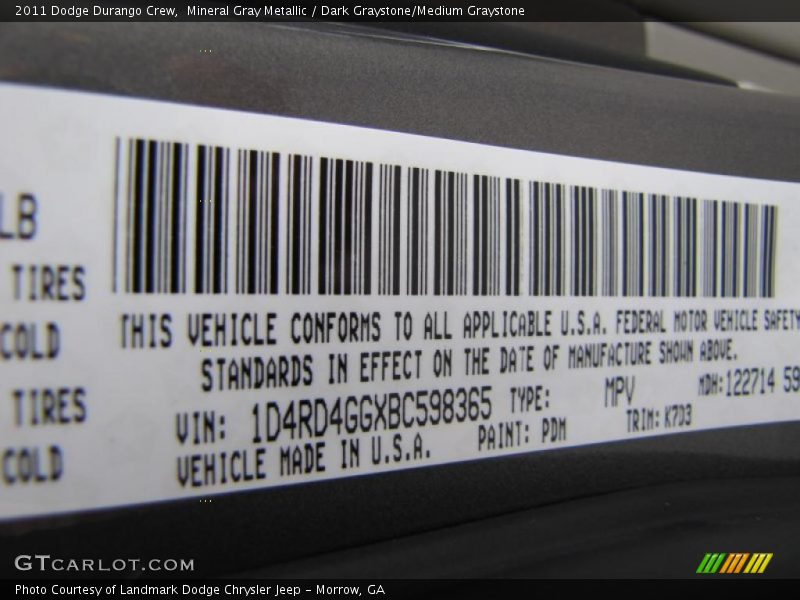 2011 Dodge Durango Crew, Mineral Gray Metallic / Dark Graystone/Medium Graystone
LB
TIRES
COLD
TIRES
COLD
THIS VEHICLE CONFORMS TO ALL APPLICABLE U.S.A. FEDERAL MOTOR VEHICLE SAFETY
STANDARDS IN EFFECT ON THE DATE OF MANUFACTURE SHOWN ABOVE.
VIN: 1D4RD4GGXBC598365 TYPE: MPV MDH:122714 59
VEHICLE MADE IN U.S.A. PAINT: PDM TRIM: K7D3
GTCARLOT.COM
Photo Courtesy of Landmark Dodge Chrysler Jeep - Morrow, GA